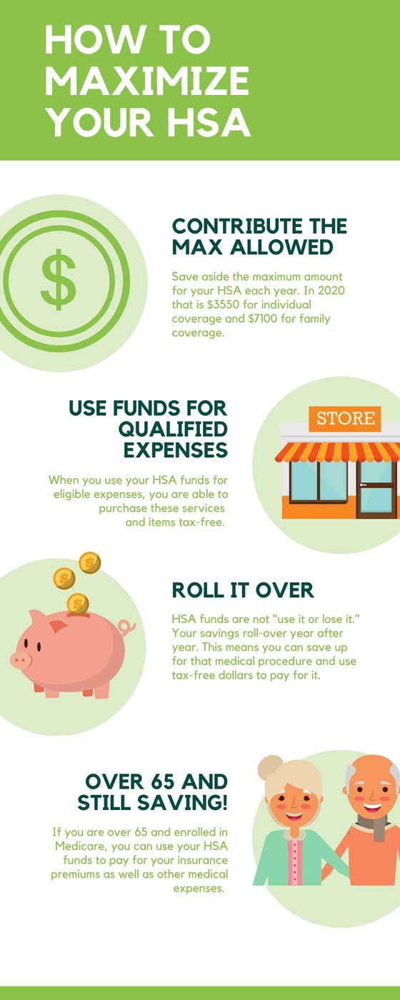 HOW TO
MAXIMIZE
YOUR HSA
$
CONTRIBUTE THE
MAX ALLOWED
Save aside the maximum amount
for your HSA each year. In 2020
that is $3550 for individual
coverage and $7100 for family
coverage.
USE FUNDS FOR
QUALIFIED
EXPENSES
When you use your HSA funds for
eligible expenses, you are able to
purchase these services
and items tax-free.
STORE
$
$
$
ROLL IT OVER
HSA funds are not "use it or lose it."
Your savings roll-over year after
year. This means you can save up
for that medical procedure and use
tax-free dollars to pay for it.
OVER 65 AND
STILL SAVING!
If you are over 65 and enrolled in
Medicare, you can use your HSA
funds to pay for your insurance
premiums as well as other medical
expenses.